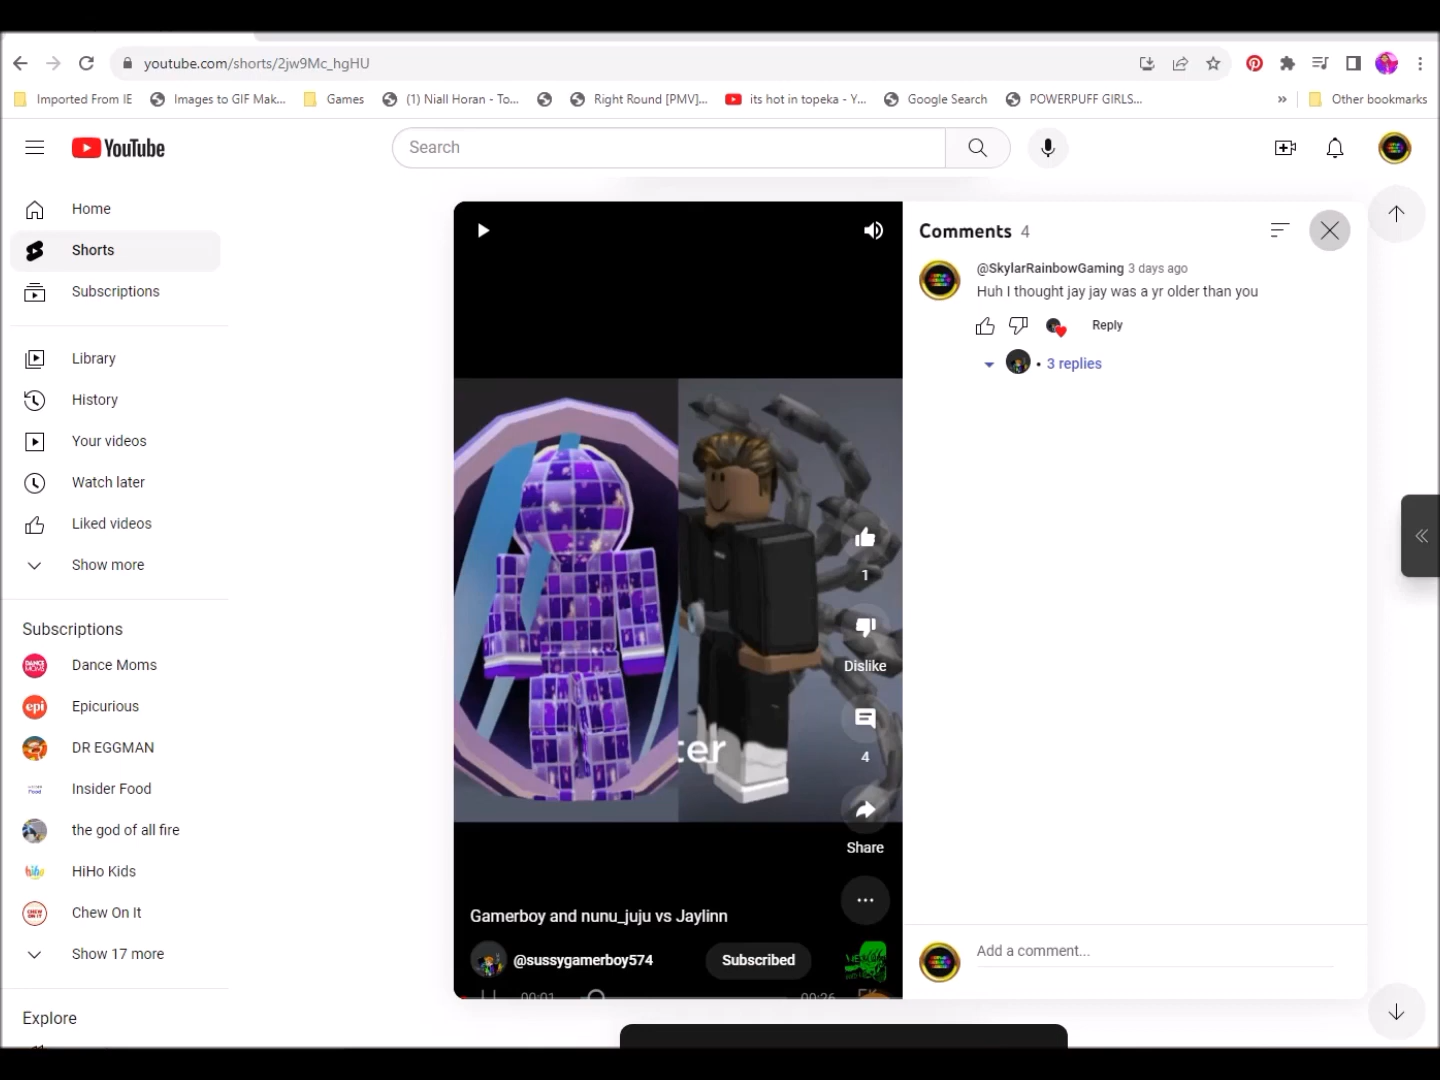 youtube.com/shorts/2jw9Mc_hgHU
Imported From IE
Images to GIF Mak...
Games
(1) Niall Horan - To...
Right Round [PMV]...
its hot in topeka - Y...
Google Search
POWERPUFF GIRLS...
»
Other bookmarks
YouTube
Search
Home
Shorts
Subscriptions
Library
History
Your videos
Watch later
Liked videos
Show more
Subscriptions
Dance Moms
Epicurious
DR EGGMAN
Insider Food
the god of all fire
HiHo Kids
Chew On It
Show 17 more
Explore
ter
1
Dislike
4
Share
Gamerboy and nunu_juju vs Jaylinn
@sussygamerboy574
Subscribed
00:01
00:26
Comments 4
@SkylarRainbowGaming 3 days ago
Huh I thought jay jay was a yr older than you
Reply
• 3 replies
Add a comment...